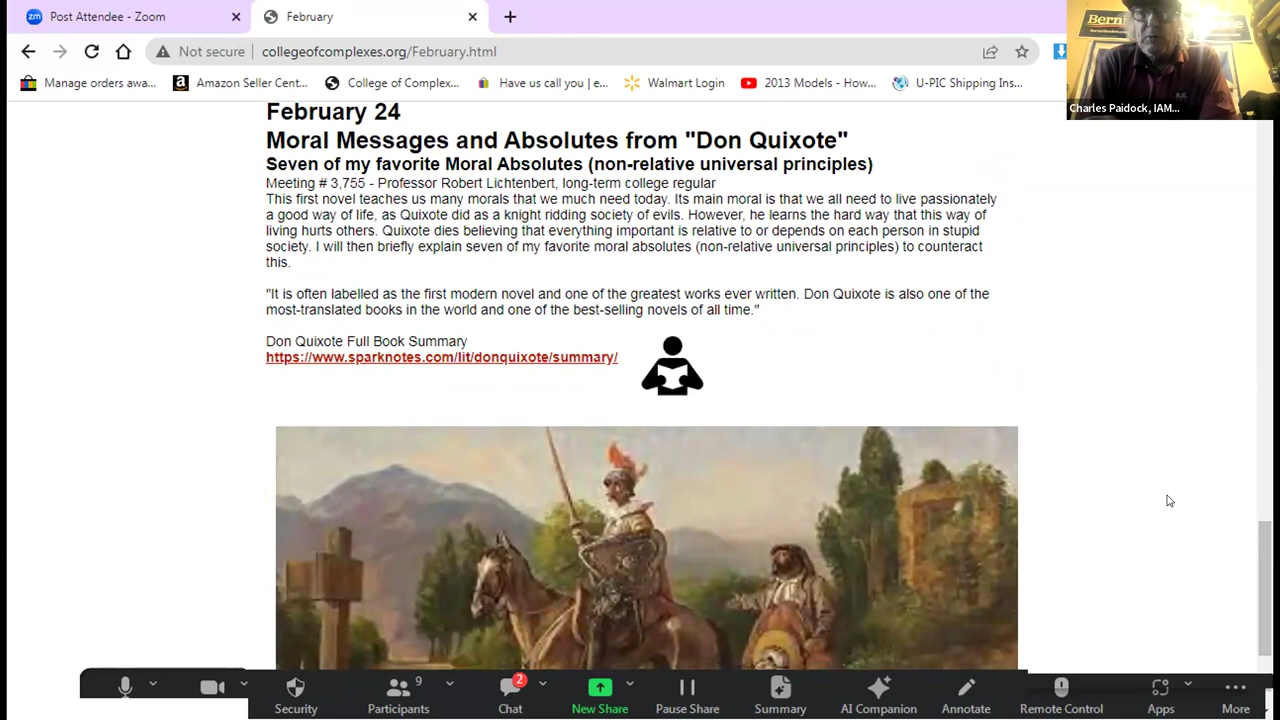 Post Attendee - Zoom
February
Not secure
collegeofcomplexes.org/February.html
Manage orders awa...
Amazon Seller Cent...
College of Complex...
Have us call you | e...
Walmart Login
2013 Models - How...
U-PIC Shipping Ins...
Bernie
Charles Paidock, IAM...
February 24
Moral Messages and Absolutes from "Don Quixote"
Seven of my favorite Moral Absolutes (non-relative universal principles)
Meeting # 3,755 - Professor Robert Lichtenbert, long-term college regular
This first novel teaches us many morals that we much need today. Its main moral is that we all need to live passionately
a good way of life, as Quixote did as a knight ridding society of evils. However, he learns the hard way that this way of
living hurts others. Quixote dies believing that everything important is relative to or depends on each person in stupid
society. I will then briefly explain seven of my favorite moral absolutes (non-relative universal principles) to counteract
this.
"It is often labelled as the first modern novel and one of the greatest works ever written. Don Quixote is also one of the
most-translated books in the world and one of the best-selling novels of all time."
Don Quixote Full Book Summary
https://www.sparknotes.com/lit/donquixote/summary/
9
2
Security
Participants
Chat
New Share
Pause Share
Summary
AI Companion
Annotate
Remote Control
Apps
More